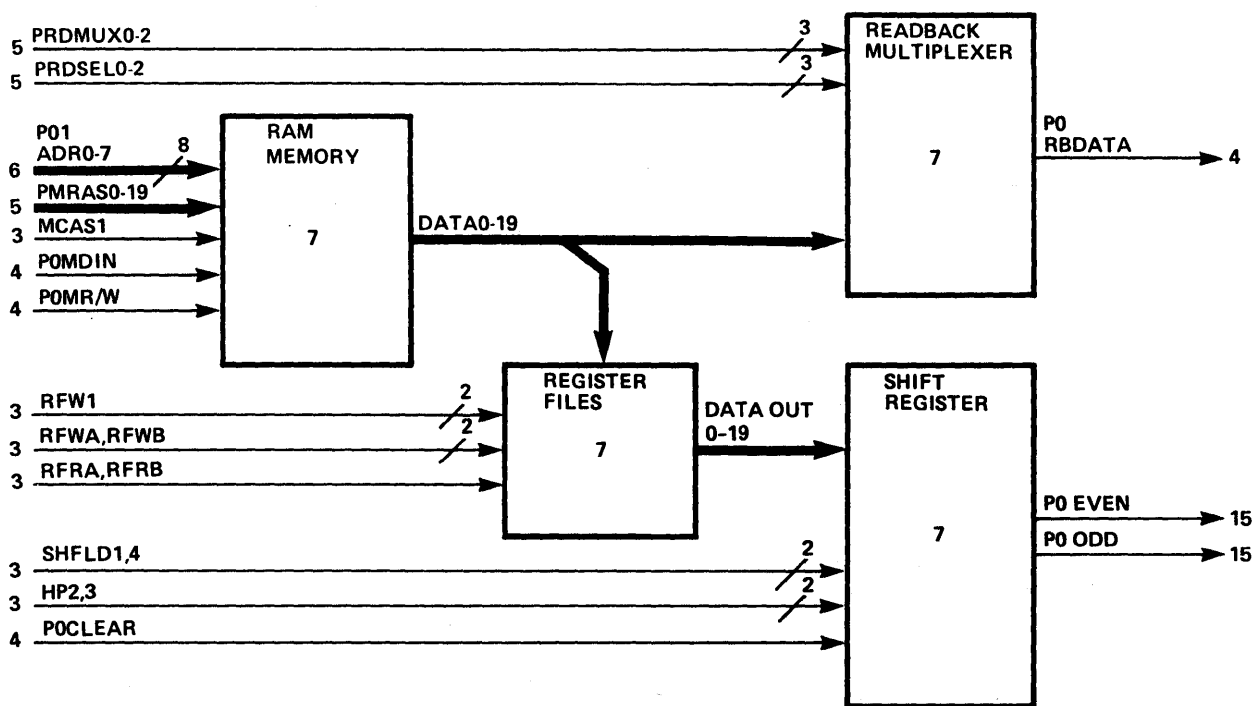 5 PRDMUX0-2 3
5 PRDSEL0-2 3
READBACK
MULTIPLEXER
7
P0
RBDATA 4
P01
6 ADR0-7 8
5 PMRAS0-19
3 MCAS1
4 P0MDIN
4 P0MR/W
RAM
MEMORY
7
DATA0-19
3 RFW1 2
3 RFWA,RFWB 2
3 RFRA,RFRB
REGISTER
FILES
7
DATA OUT
0-19
SHIFT
REGISTER
7
P0 EVEN 15
P0 ODD 15
3 SHFLD1,4 2
3 HP2,3 2
4 P0CLEAR